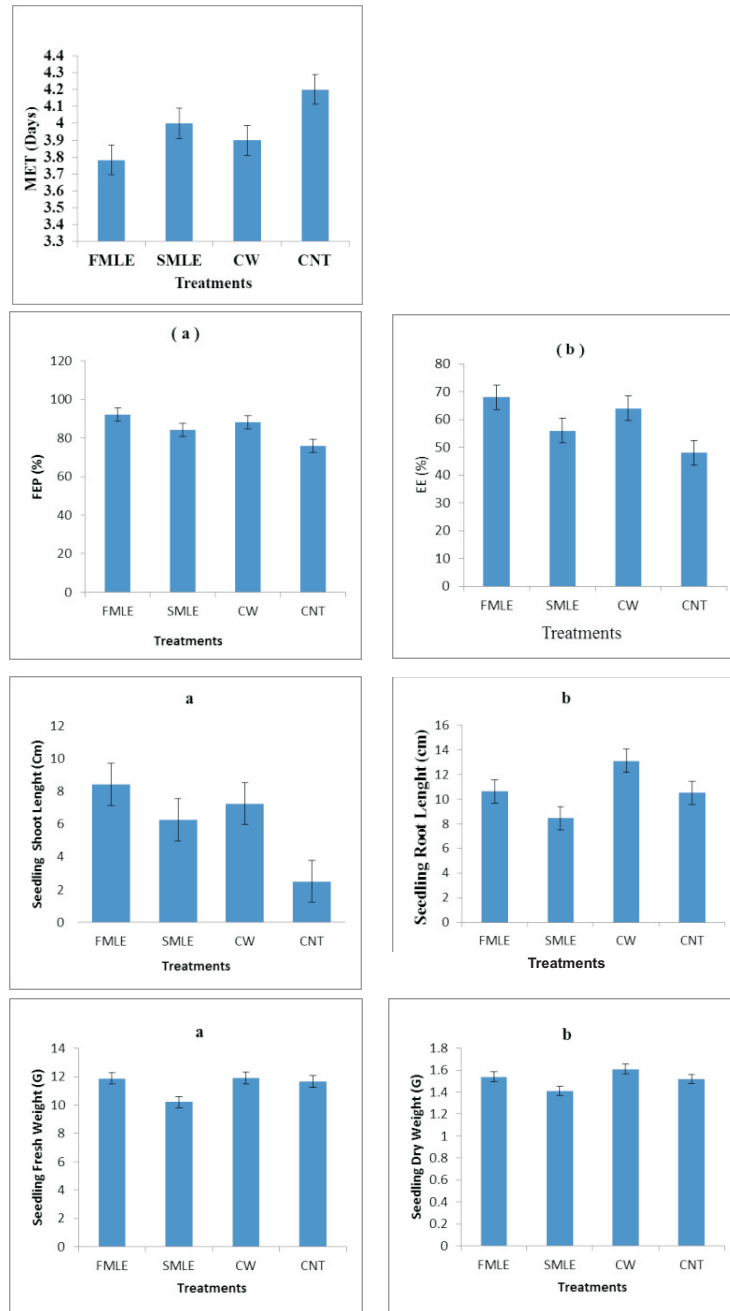 MET (Days)
4.4
4.3
4.2
4.1
4
3.9
3.8
3.7
3.6
3.5
3.4
3.3
FMLE SMLE CW CNT
Treatments
( a )
FEP (%)
120
100
80
60
40
20
0
FMLE SMLE CW CNT
Treatments
( b )
EE (%)
80
70
60
50
40
30
20
10
0
FMLE SMLE CW CNT
Treatments
a
Seedling Shoot Lenght (Cm)
12
10
8
6
4
2
0
FMLE SMLE CW CNT
Treatments
b
Seedling Root Lenght (cm)
16
14
12
10
8
6
4
2
0
FMLE SMLE CW CNT
Treatments
a
Seedling Fresh Weight (G)
14
12
10
8
6
4
2
0
FMLE SMLE CW CNT
Treatments
b
Seedling Dry Weight (G)
1.8
1.6
1.4
1.2
1
0.8
0.6
0.4
0.2
0
FMLE SMLE CW CNT
Treatments